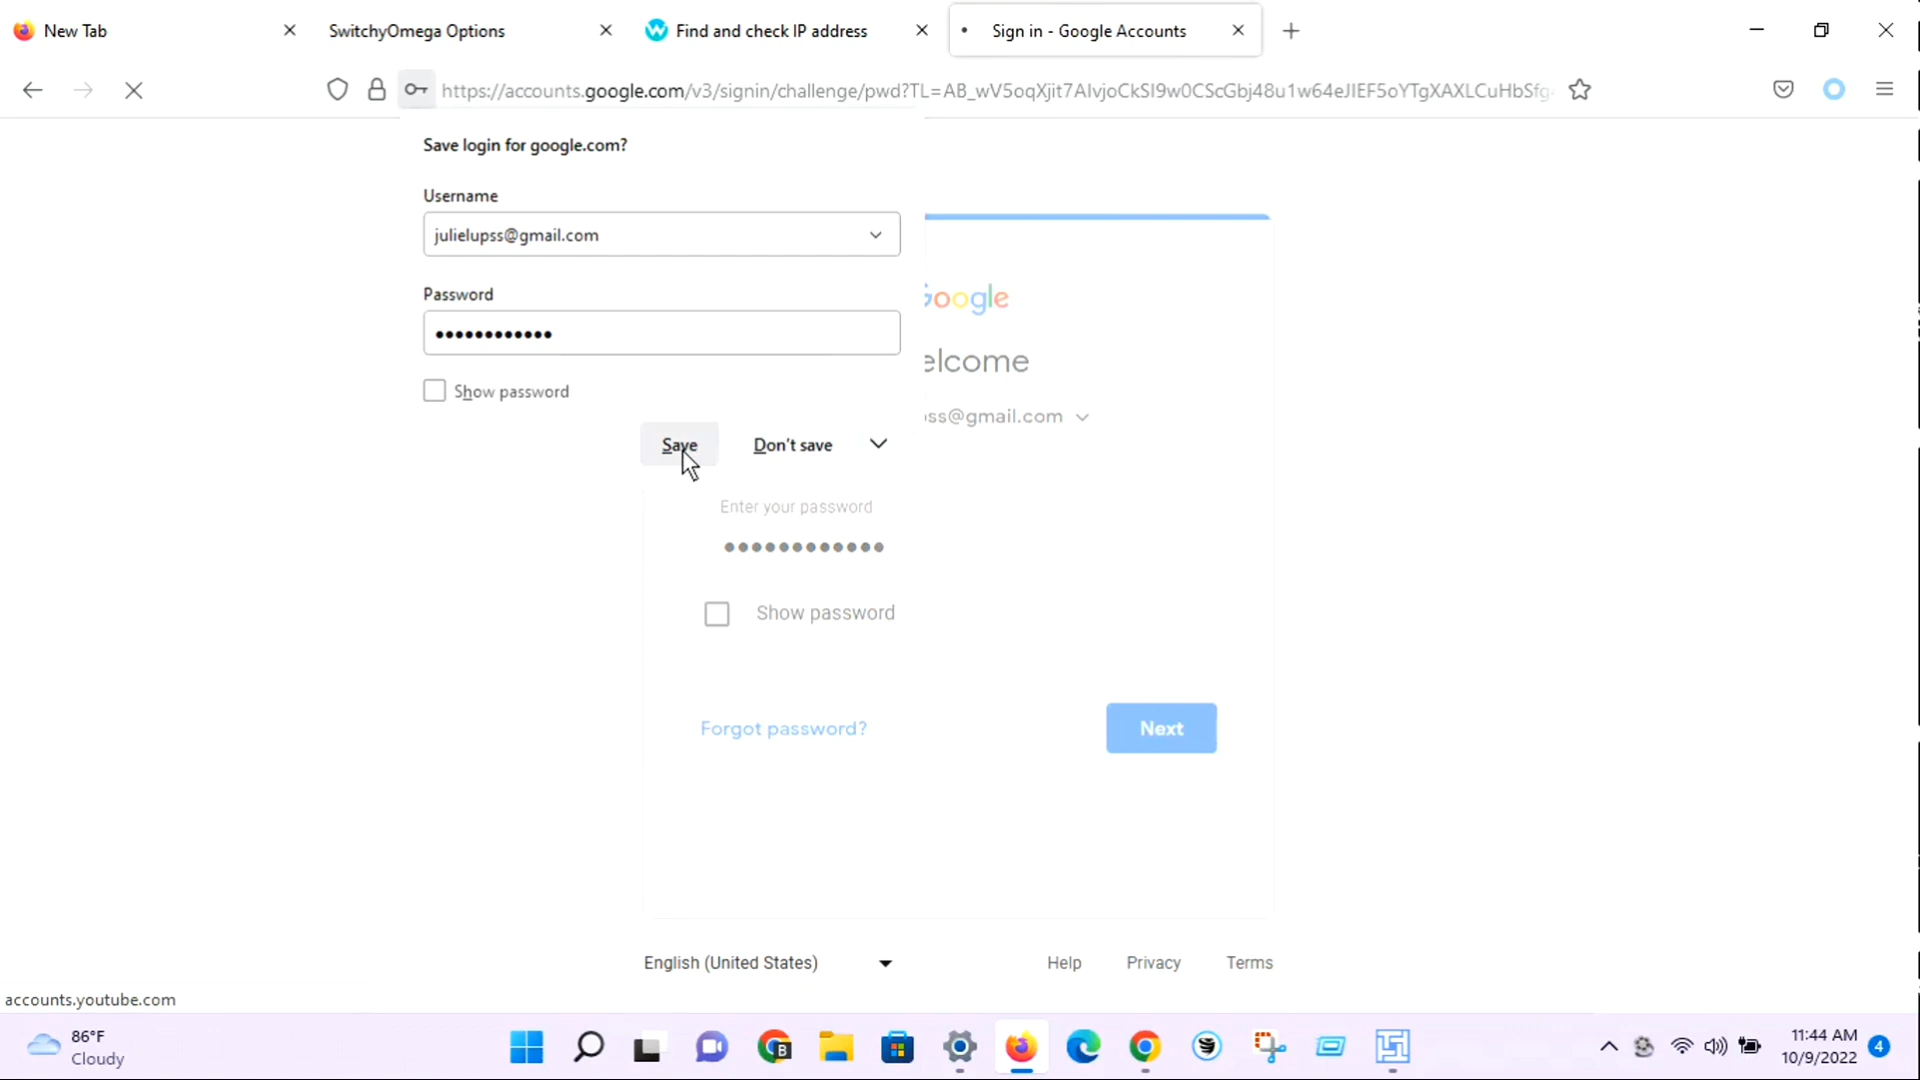 New Tab
SwitchyOmega Options
Find and check IP address
Sign in - Google Accounts
https://accounts.google.com/v3/signin/challenge/pwd?TL=AB_wV5oqXjit7AIvjoCkSI9w0CScGbj48u1w64eJIEF5oYTgXAXLCuHbSfg
Save login for google.com?
Username
julielupss@gmail.com
Password
Show password
Save Don't save
Google
elcome
ss@gmail.com
Enter your password
Show password
Forgot password?
Next
English (United States)
Help Privacy Terms
accounts.youtube.com
86°F
Cloudy
B
11:44 AM
10/9/2022
4